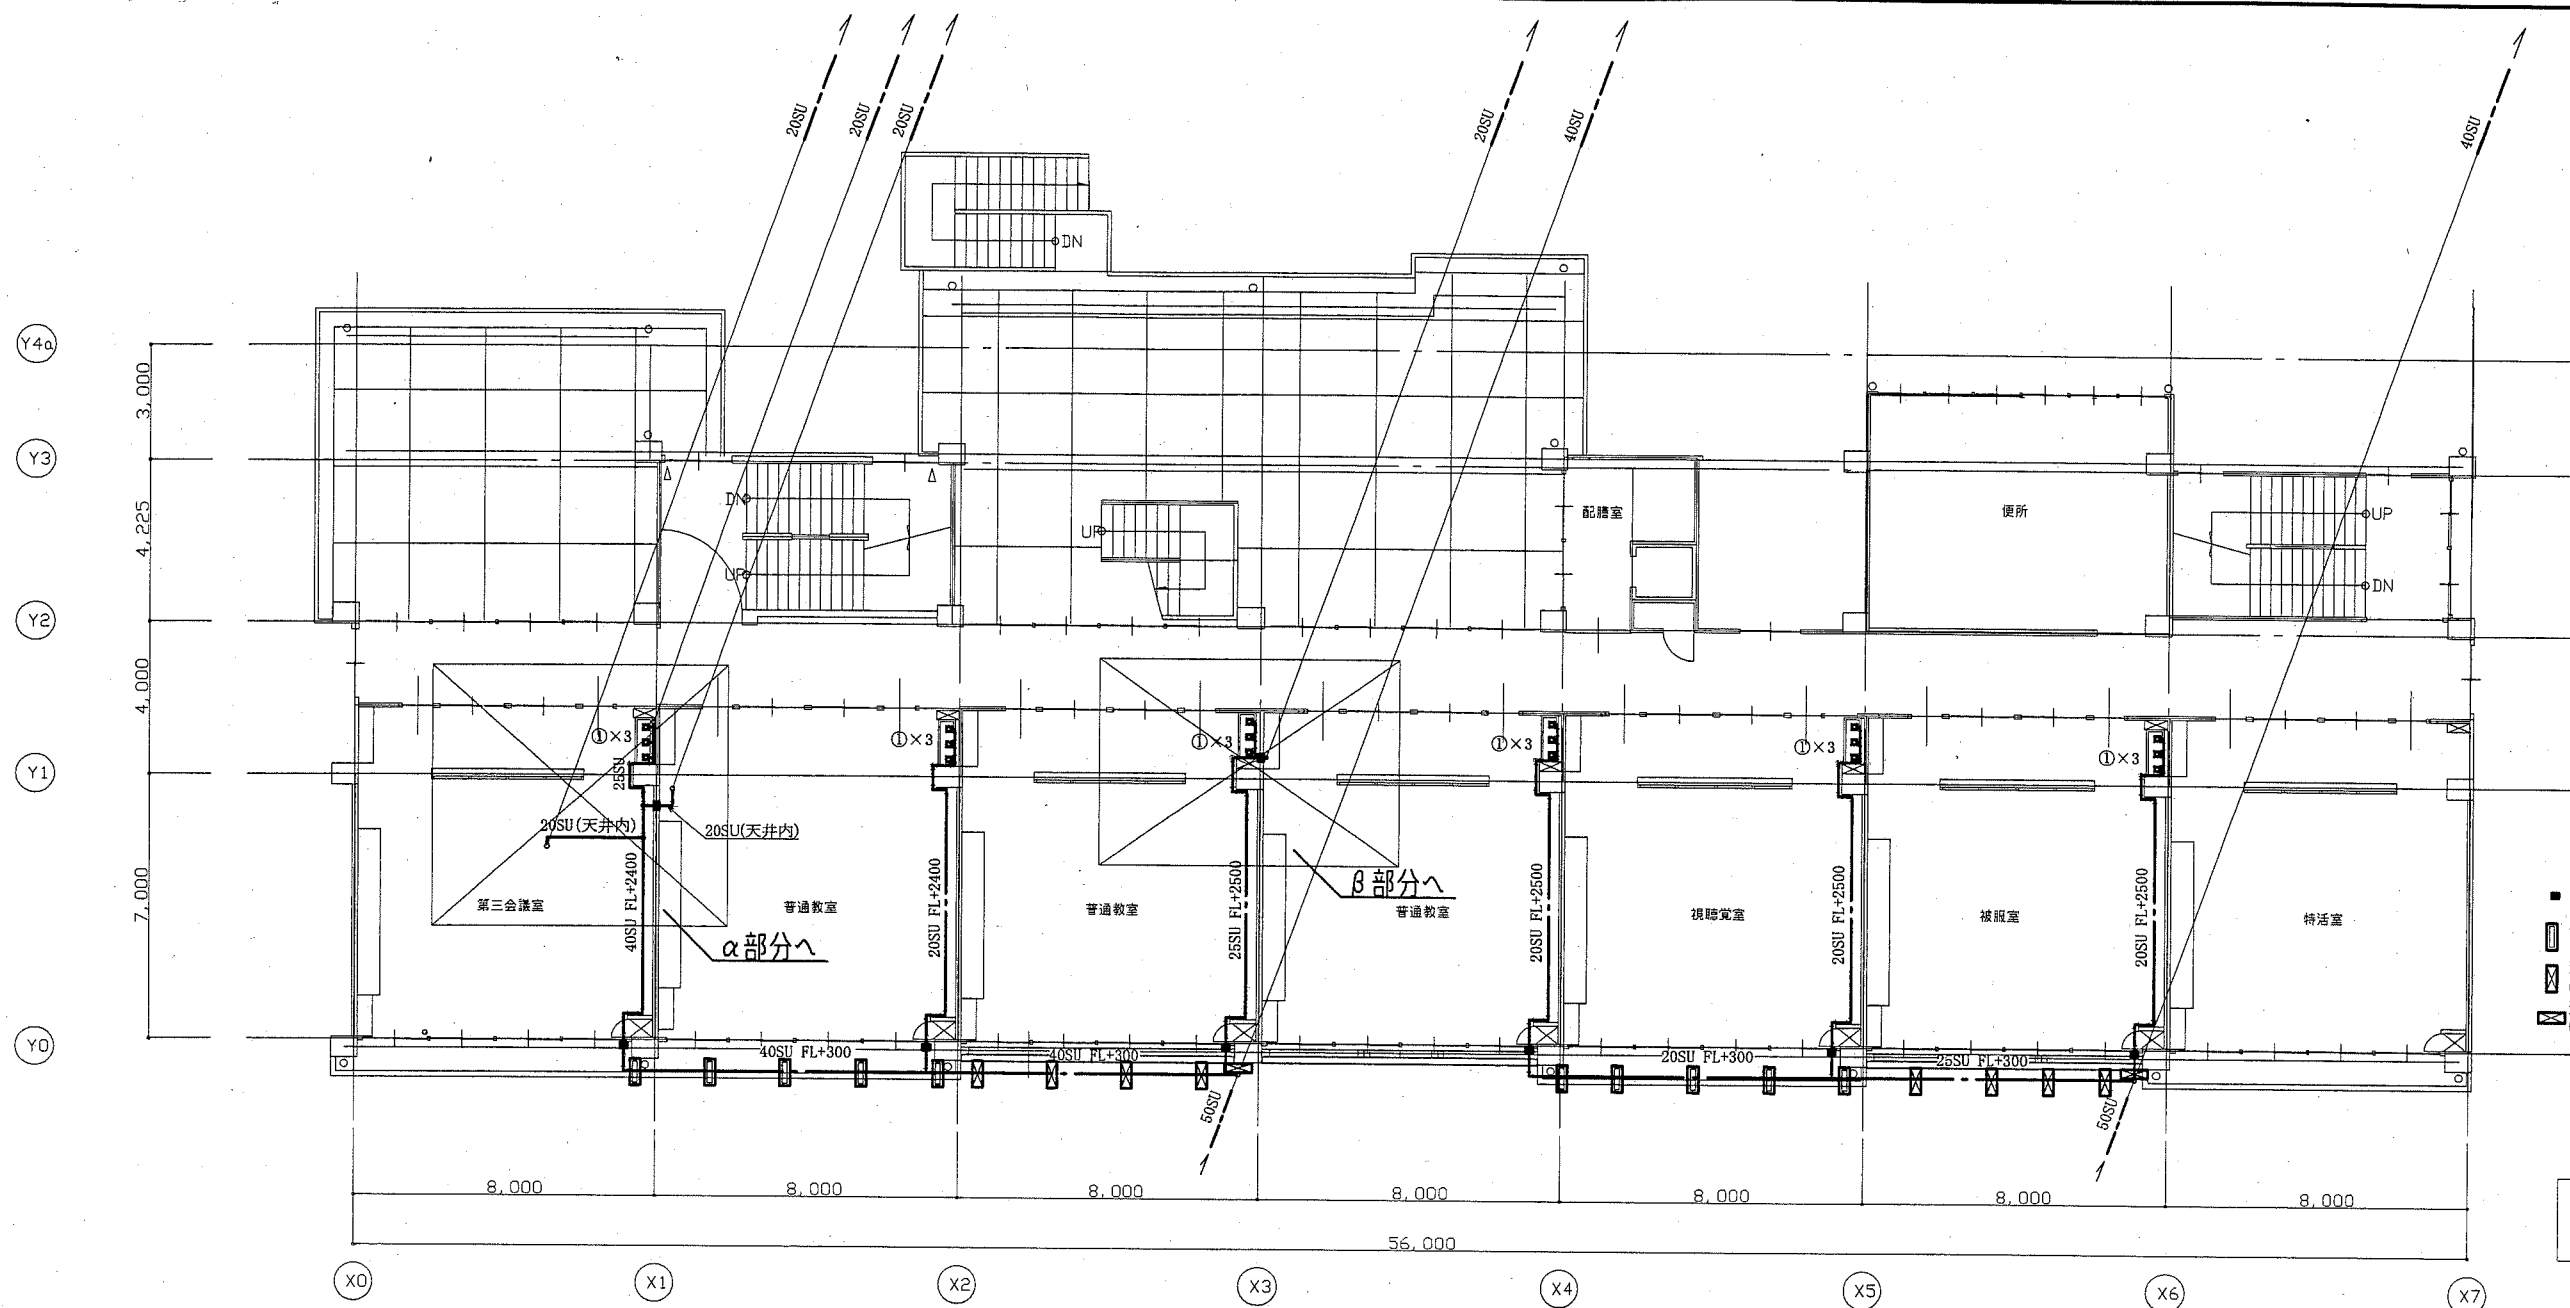 20SU
20SU
20SU
20SU
40SU
40SU
DN
Y4a
3,000
Y3
DN
UP
配膳室
便所
UP
4,225
UP
DN
Y2
4,000
①×3
①×3
①×3
①×3
①×3
①×3
25SU
Y1
20SU(天井内)
20SU(天井内)
β部分へ
7,000
40SU FL+2400
20SU FL+2400
25SU FL+2500
20SU FL+2500
20SU FL+2500
20SU FL+2500
第三会議室
普通教室
普通教室
普通教室
視聴覚室
被服室
特活室
α部分へ
Y0
40SU FL+300
40SU FL+300
20SU FL+300
25SU FL+300
50SU
50SU
8,000
8,000
8,000
8,000
8,000
8,000
8,000
56,000
X0
X1
X2
X3
X4
X5
X6
X7